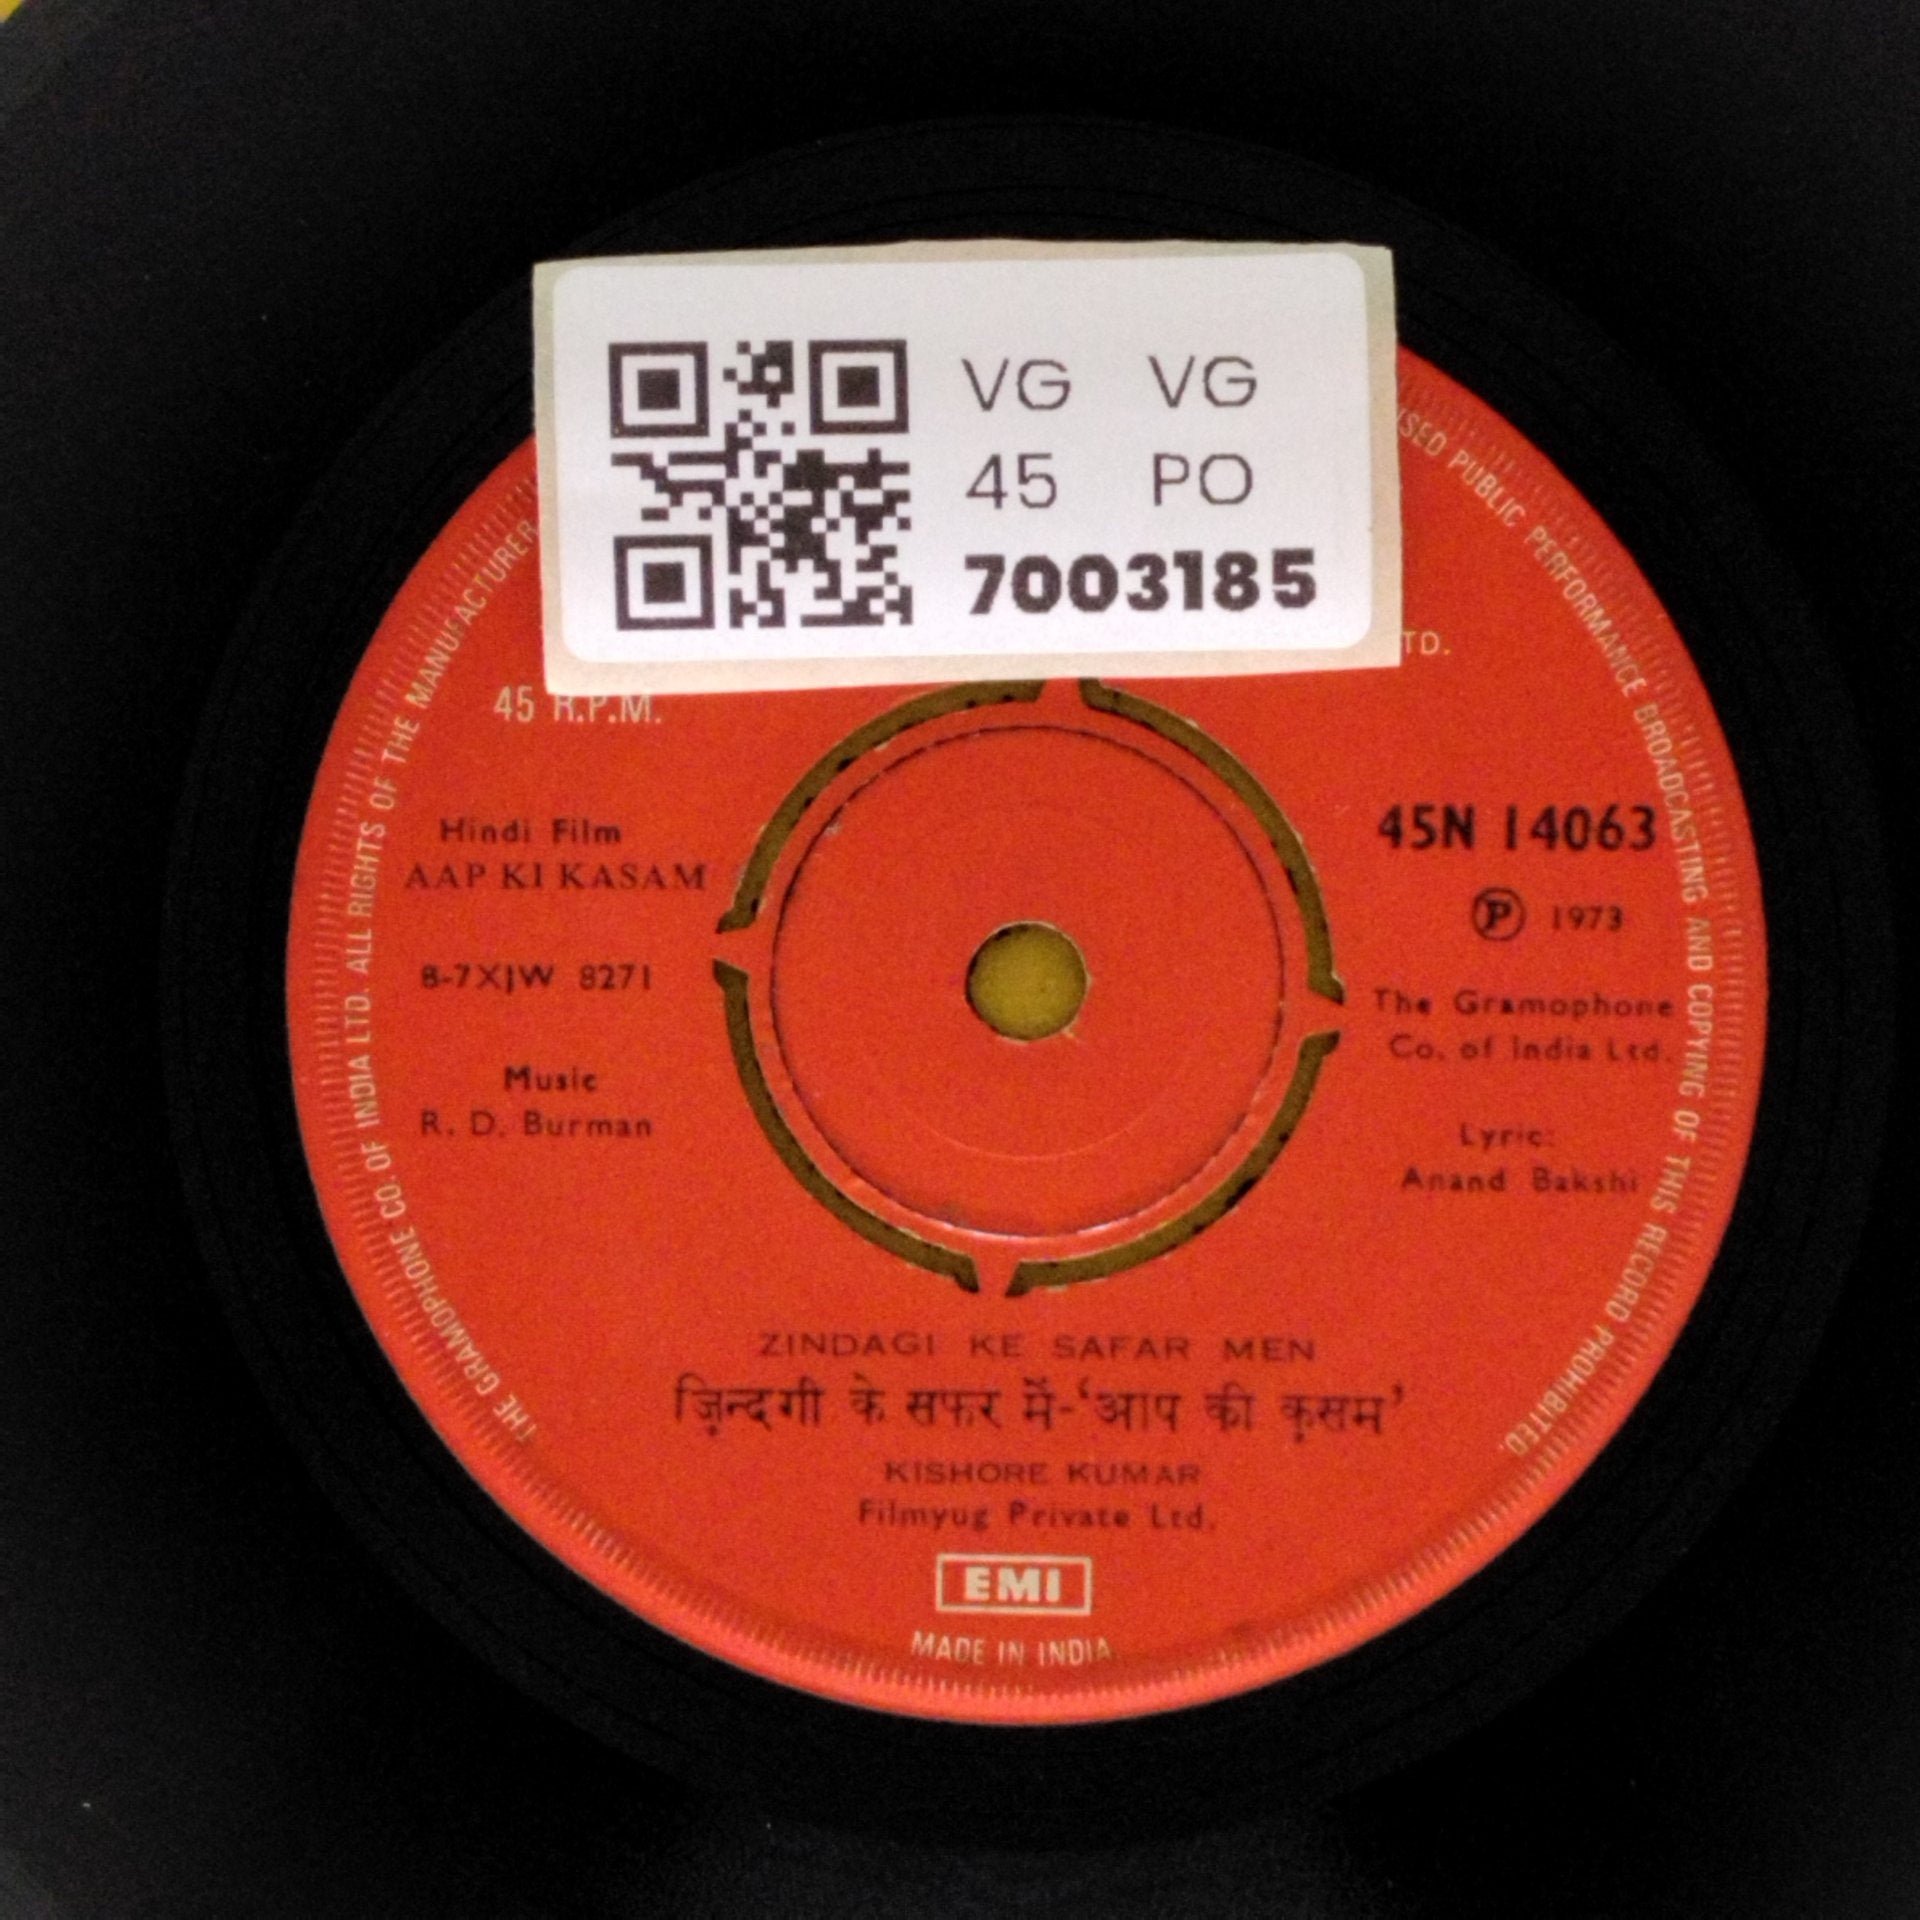 VG VG
45 PO
7003185
THE GRAMOPHONE CO. OF INDIA LTD. ALL RIGHTS OF THE MANUFACTURER
PUBLIC PERFORMANCE BROADCASTING AND COPYING OF THIS RECORD PROHIBITED.
LTD.
45 R.P.M.
Hindi Film
AAP KI KASAM
8-7XJW 8271
Music
R. D. Burman
45N 14063
Ⓟ 1973
The Gramophone
Co. of India Ltd.
Lyric:
Anand Bakshi
ZINDAGI KE SAFAR MEN
ज़िन्दगी के सफर में-‘आप की क़सम’
KISHORE KUMAR
Filmyug Private Ltd.
EMI
MADE IN INDIA